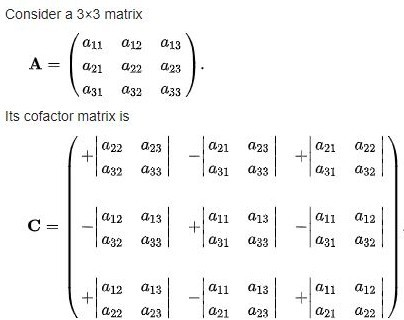 Consider a 3×3 matrix
a11 a12 a13
A = ( a21 a22 a23 ) .
a31 a32 a33
Its cofactor matrix is
+| a22 a23 | −| a21 a23 | +| a21 a22 |
| a32 a33 | | a31 a33 | | a31 a32 |
C = ( −| a12 a13 | +| a11 a13 | −| a11 a12 | ) .
| a32 a33 | | a31 a33 | | a31 a32 |
+| a12 a13 | −| a11 a13 | +| a11 a12 |
| a22 a23 | | a21 a23 | | a21 a22 |